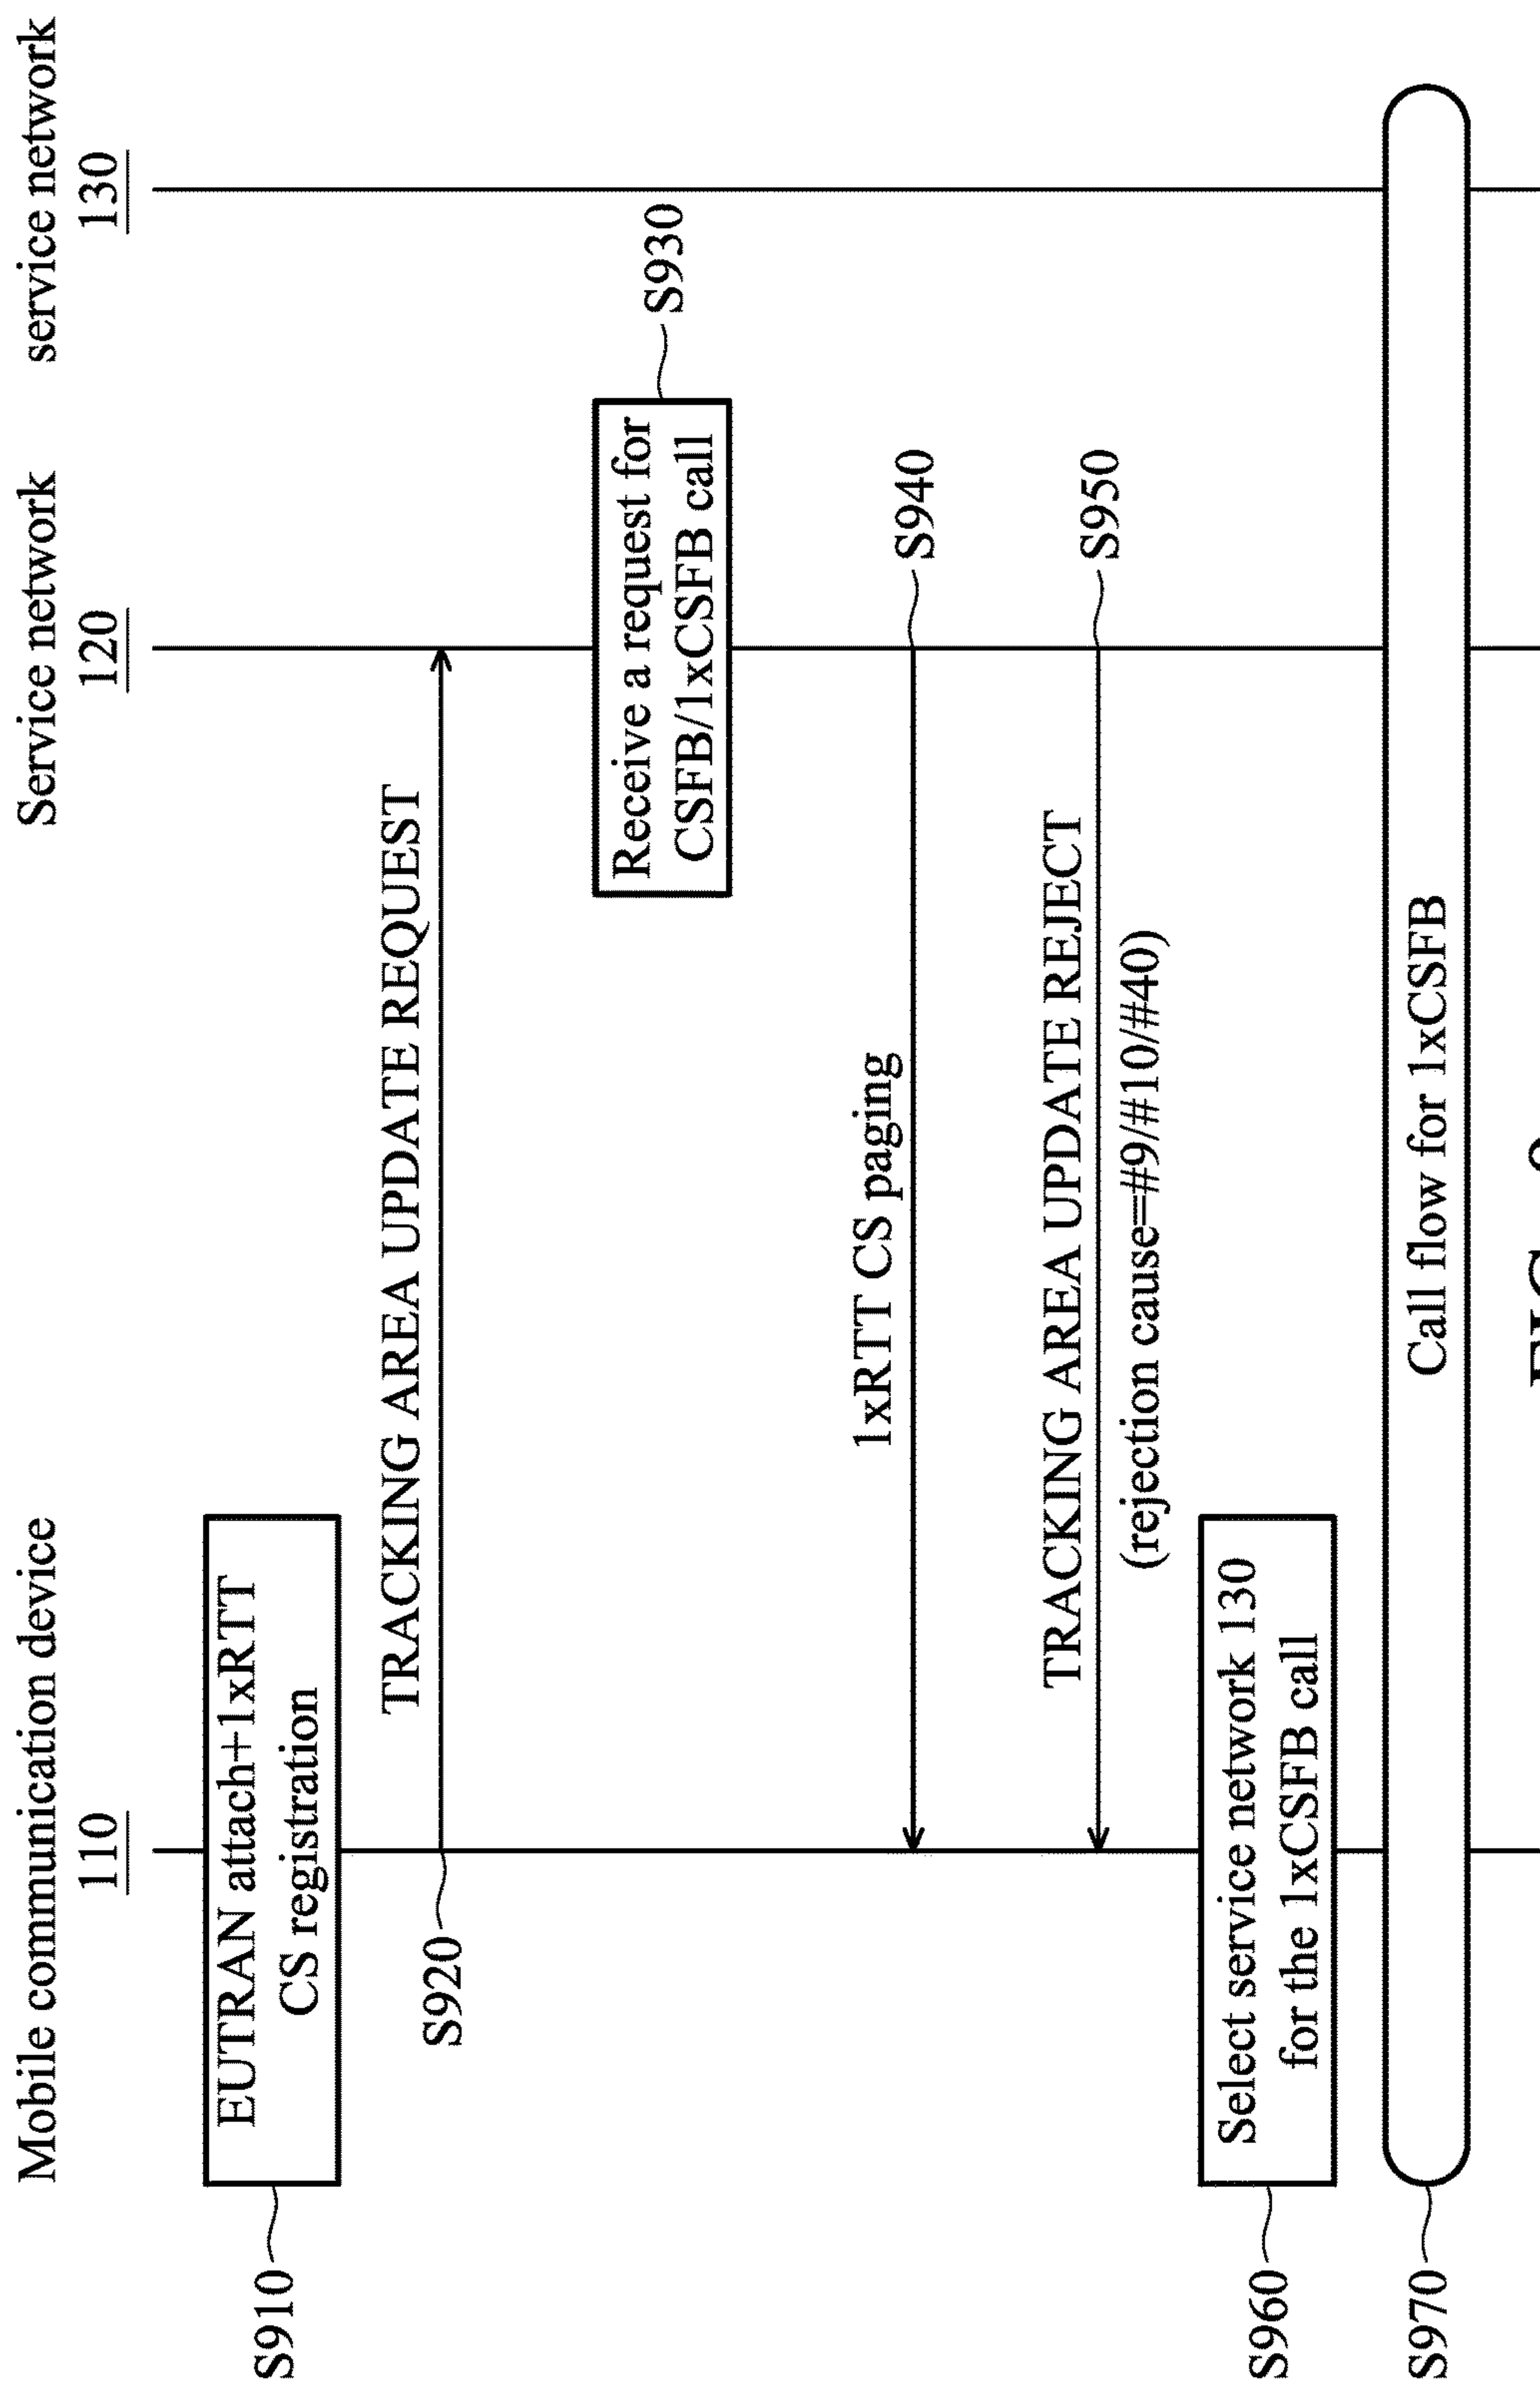 Mobile communication device
110
Service network
120
service network
130
S910
EUTRAN attach+1xRTT
CS registration
TRACKING AREA UPDATE REQUEST
S920
Receive a request for
CSFB/1xCSFB call
S930
1xRTT CS paging
S940
TRACKING AREA UPDATE REJECT
S950
(rejection cause=#9/#10/#40)
S960
Select service network 130
for the 1xCSFB call
S970
Call flow for 1xCSFB